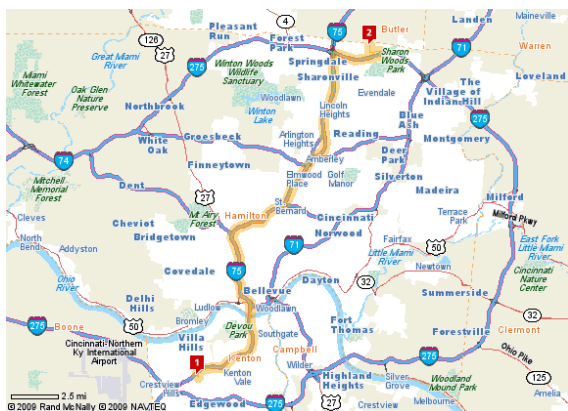 Pleasant
Run
4
75
2
Butler
Landen
Maineville
126
27
Forest
Park
71
Warren
Great Miami
River
Springdale
Sharon
Woods
Park
Miami
Whitewater
Forest
275
Winton Woods
Wildlife
Sanctuary
Sharonville
The
Village of
Indian Hill
Loveland
Oak Glen
Nature
Preserve
Woodlawn
Evendale
Northbrook
Winton
Lake
Lincoln
Heights
Blue
Ash
275
Groesbeck
Arlington
Heights
Reading
Montgomery
White
Oak
Finneytown
Amberley
Deer
Park
74
Elmwood
Place
Golf
Manor
Silverton
Mitchell
Memorial
Forest
Dent
27
Madeira
Milford
Mt Airy
Forest
Hamilton
St.
Bernard
Cincinnati
Terrace
Park
Milford Pkwy
Cleves
Cheviot
Norwood
North
Bend
Bridgetown
71
Fairfax
50
East Fork
Little Miami
River
Addyston
Covedale
75
Little Miami
River
Newtown
Cincinnati
Nature
Center
Ohio
River
Bellevue
Dayton
32
Delhi
Hills
Ludlow
Woodlawn
Summerside
275
Boone
50
Bromley
Devou
Park
Fort
Thomas
32
Villa
Hills
Southgate
Forestville
Clermont
Cincinnati-Northern
Ky International
Airport
1
Kenton
Campbell
275
Ohio Pike
Kenton
Vale
Wilder
Highland
Heights
Woodland
Mound Park
125
Crestview
Hills
Silver
Grove
Amelia
2.5 mi
Edgewood
275
27
Crestview
Melbourne
© 2009 Rand McNally © 2009 NAVTEQ